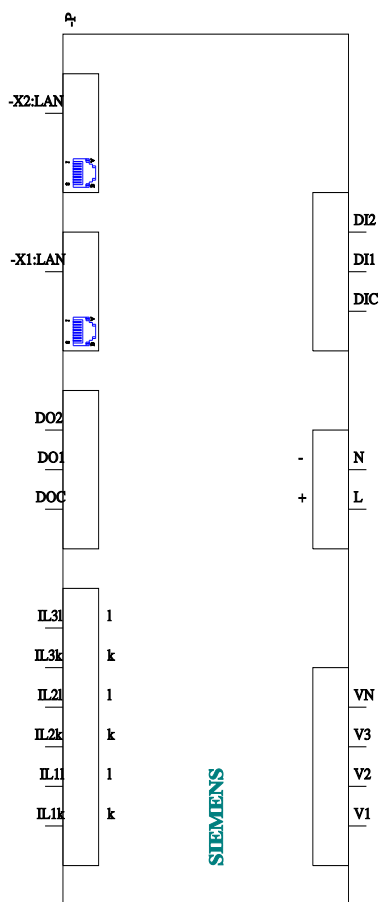 -P
-X2:LAN
-X1:LAN
DI2
DI1
DIC
DO2
DO1
DOC
- N
+ L
IL3l l
IL3k k
IL2l l
IL2k k
IL1l l
IL1k k
VN
V3
V2
V1
SIEMENS